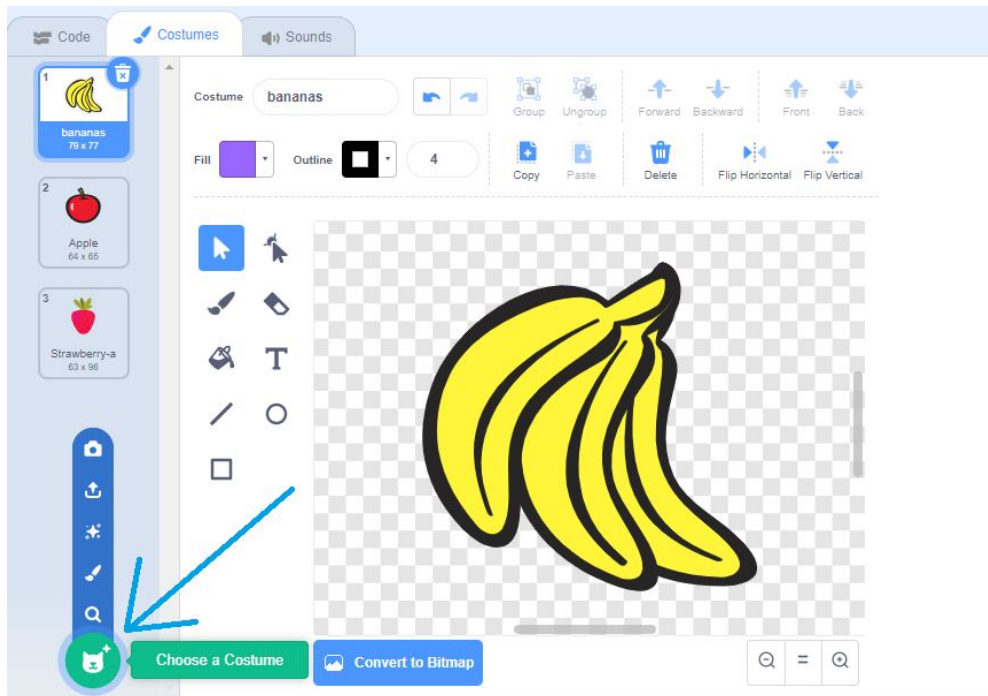 Code
Costumes
Sounds
1
bananas
79 x 77
2
Apple
64 x 65
3
Strawberry-a
63 x 96
Costume bananas
Group Ungroup Forward Backward Front Back
Fill Outline 4
Copy Paste Delete Flip Horizontal Flip Vertical
T
Choose a Costume
Convert to Bitmap